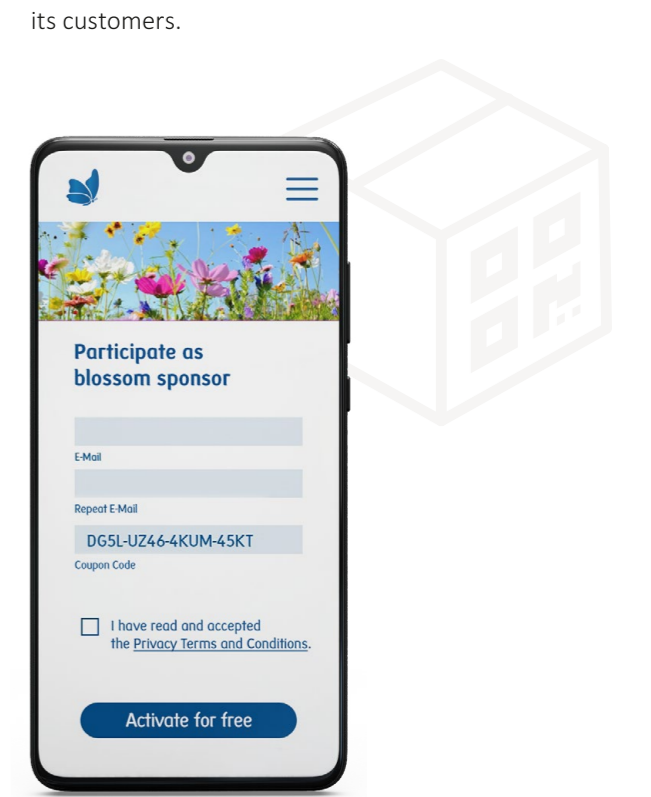 its customers.
Participate as
blossom sponsor
E-Mail
Repeat E-Mail
DG5L-UZ46-4KUM-45KT
Coupon Code
I have read and accepted
the Privacy Terms and Conditions.
Activate for free